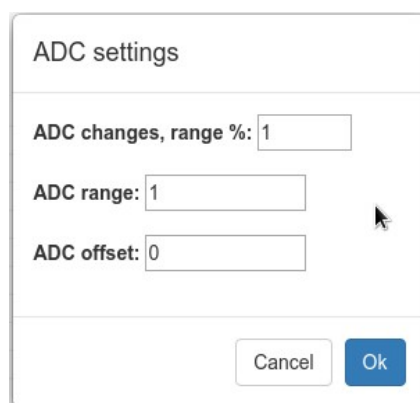 ADC settings
ADC changes, range %: 1
ADC range: 1
ADC offset: 0
Cancel Ok